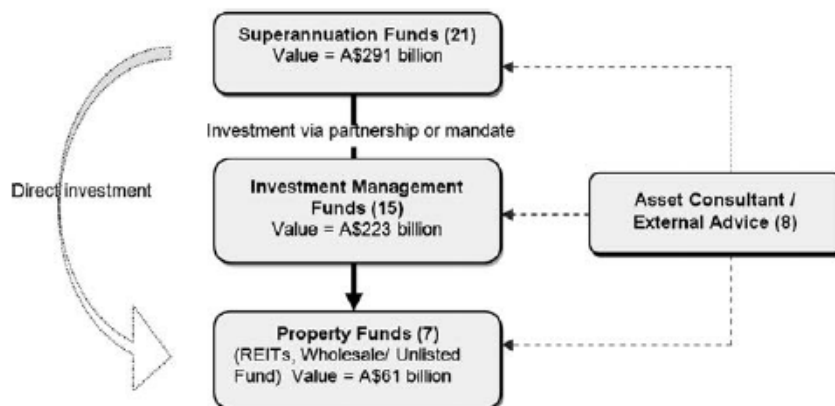 Superannuation Funds (21)
Value = A$291 billion
Investment via partnership or mandate
Direct investment
Investment Management
Funds (15)
Value = A$223 billion
Asset Consultant /
External Advice (8)
Property Funds (7)
(REITs, Wholesale/ Unlisted
Fund) Value = A$61 billion